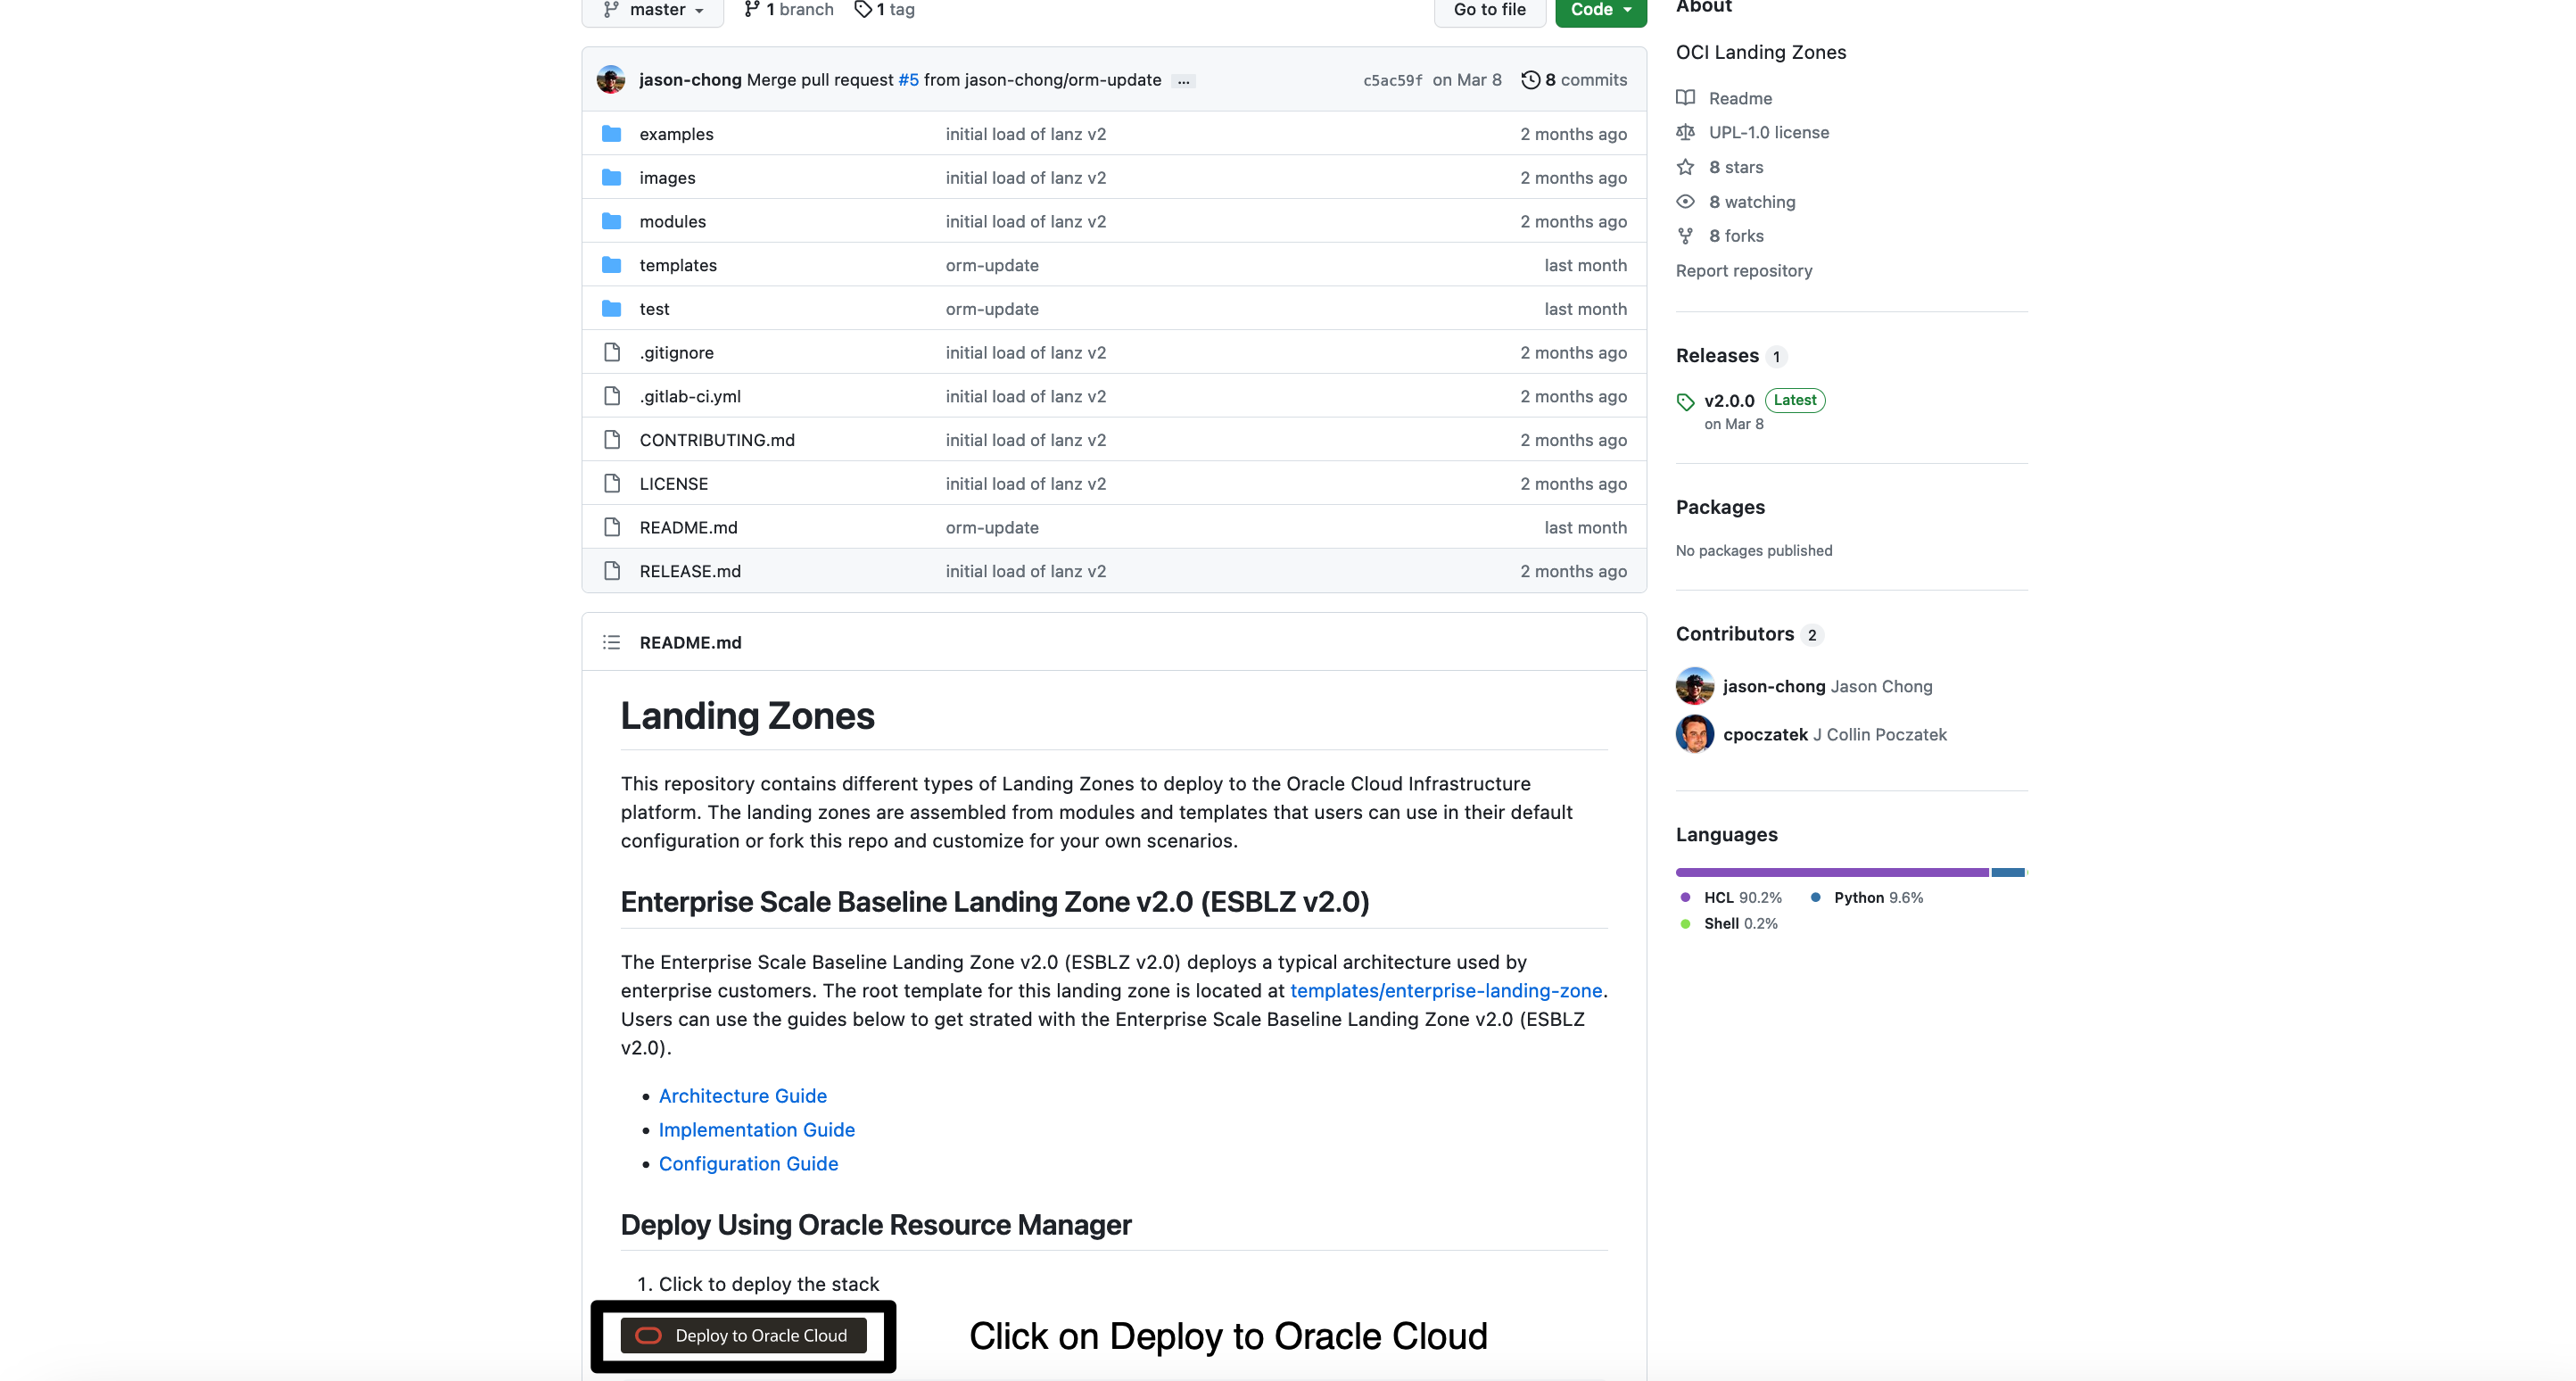 master
1 branch
1 tag
Go to file
Code
jason-chong Merge pull request #5 from jason-chong/orm-update ...
c5ac59f on Mar 8
8 commits
examples initial load of lanz v2 2 months ago
images initial load of lanz v2 2 months ago
modules initial load of lanz v2 2 months ago
templates orm-update last month
test orm-update last month
.gitignore initial load of lanz v2 2 months ago
.gitlab-ci.yml initial load of lanz v2 2 months ago
CONTRIBUTING.md initial load of lanz v2 2 months ago
LICENSE initial load of lanz v2 2 months ago
README.md orm-update last month
RELEASE.md initial load of lanz v2 2 months ago
README.md
Landing Zones
This repository contains different types of Landing Zones to deploy to the Oracle Cloud Infrastructure
platform. The landing zones are assembled from modules and templates that users can use in their default
configuration or fork this repo and customize for your own scenarios.
Enterprise Scale Baseline Landing Zone v2.0 (ESBLZ v2.0)
The Enterprise Scale Baseline Landing Zone v2.0 (ESBLZ v2.0) deploys a typical architecture used by
enterprise customers. The root template for this landing zone is located at templates/enterprise-landing-zone.
Users can use the guides below to get strated with the Enterprise Scale Baseline Landing Zone v2.0 (ESBLZ
v2.0).
• Architecture Guide
• Implementation Guide
• Configuration Guide
Deploy Using Oracle Resource Manager
1. Click to deploy the stack
Deploy to Oracle Cloud
Click on Deploy to Oracle Cloud
About
OCI Landing Zones
Readme
UPL-1.0 license
8 stars
8 watching
8 forks
Report repository
Releases 1
v2.0.0 Latest
on Mar 8
Packages
No packages published
Contributors 2
jason-chong Jason Chong
cpoczatek J Collin Poczatek
Languages
HCL 90.2% Python 9.6%
Shell 0.2%